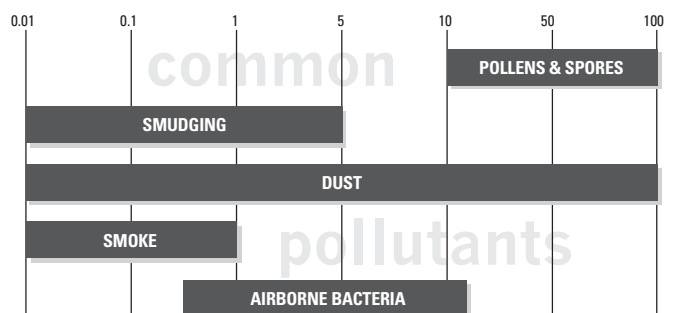 0.01 0.1 1 5 10 50 100
common
POLLENS & SPORES
SMUDGING
DUST
SMOKE
pollutants
AIRBORNE BACTERIA